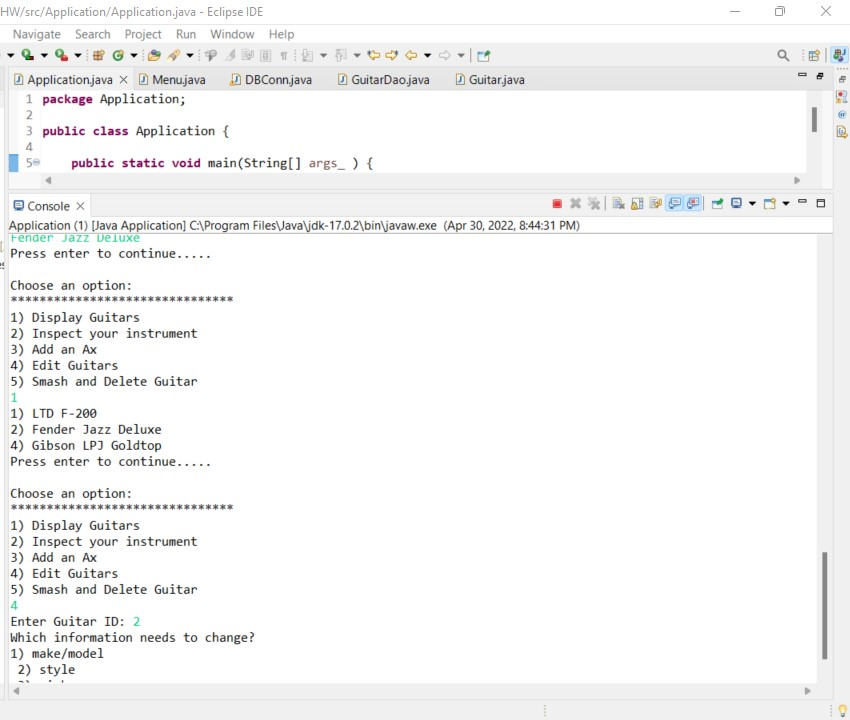 HW/src/Application/Application.java - Eclipse IDE
Navigate Search Project Run Window Help
Application.java Menu.java DBConn.java GuitarDao.java Guitar.java
1 package Application;
2
3 public class Application {
4
5 public static void main(String[] args_ ) {
Console
Application (1) [Java Application] C:\Program Files\Java\jdk-17.0.2\bin\javaw.exe (Apr 30, 2022, 8:44:31 PM)
Fender Jazz Deluxe
Press enter to continue.....
Choose an option:
*******************************
1) Display Guitars
2) Inspect your instrument
3) Add an Ax
4) Edit Guitars
5) Smash and Delete Guitar
1
1) LTD F-200
2) Fender Jazz Deluxe
4) Gibson LPJ Goldtop
Press enter to continue.....
Choose an option:
*******************************
1) Display Guitars
2) Inspect your instrument
3) Add an Ax
4) Edit Guitars
5) Smash and Delete Guitar
4
Enter Guitar ID: 2
Which information needs to change?
1) make/model
2) style